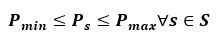 P_min ≤ P_s ≤ P_max ∀s ∈ S